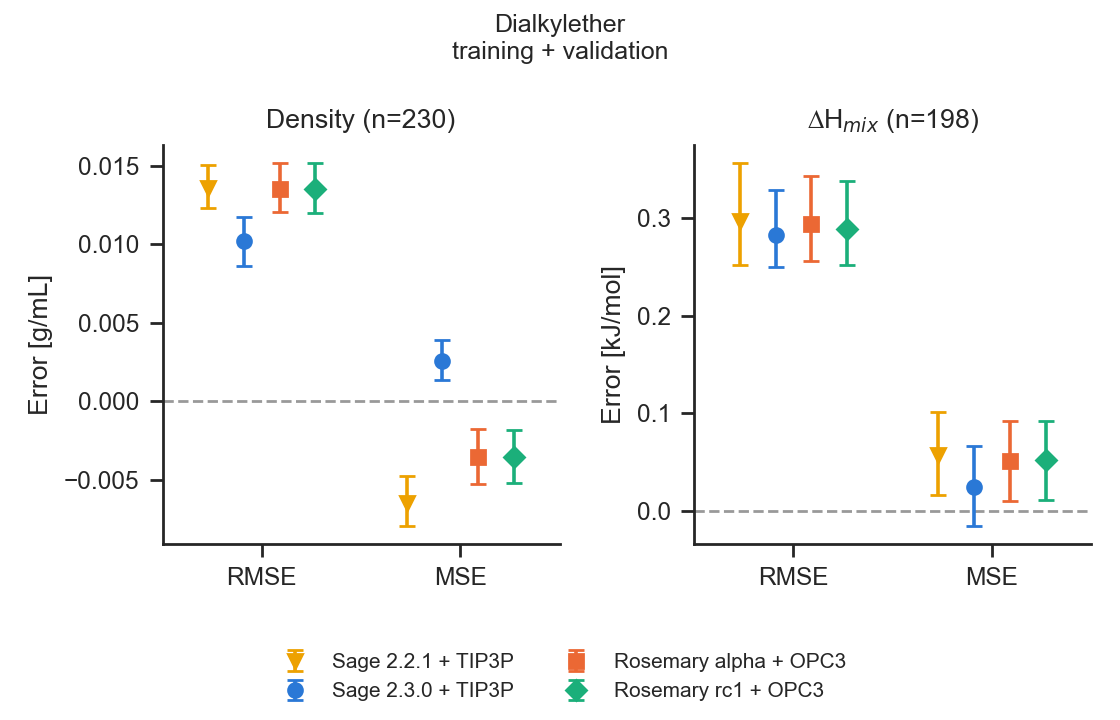 Dialkylether
training + validation
Density (n=230)
ΔH_mix (n=198)
Error [g/mL]
0.015
0.010
0.005
0.000
−0.005
RMSE
MSE
Error [kJ/mol]
0.3
0.2
0.1
0.0
RMSE
MSE
Sage 2.2.1 + TIP3P
Sage 2.3.0 + TIP3P
Rosemary alpha + OPC3
Rosemary rc1 + OPC3